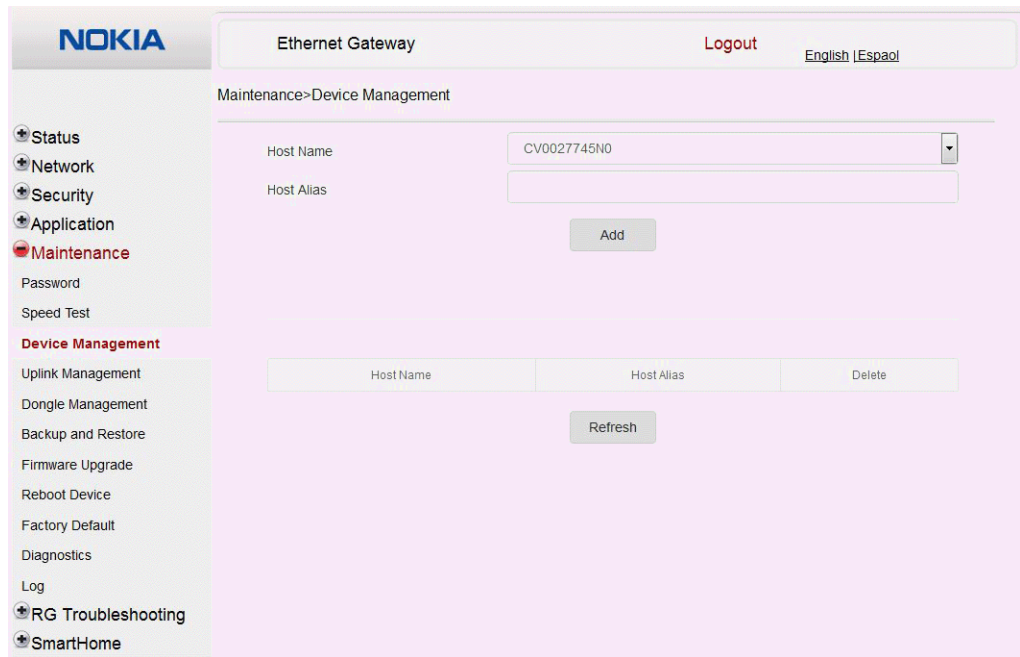 NOKIA
Ethernet Gateway
Logout
English | Espaol
Maintenance>Device Management
Status
Network
Security
Application
Maintenance
Password
Speed Test
Device Management
Uplink Management
Dongle Management
Backup and Restore
Firmware Upgrade
Reboot Device
Factory Default
Diagnostics
Log
RG Troubleshooting
SmartHome
Host Name CV0027745N0
Host Alias
Add
Host Name Host Alias Delete
Refresh